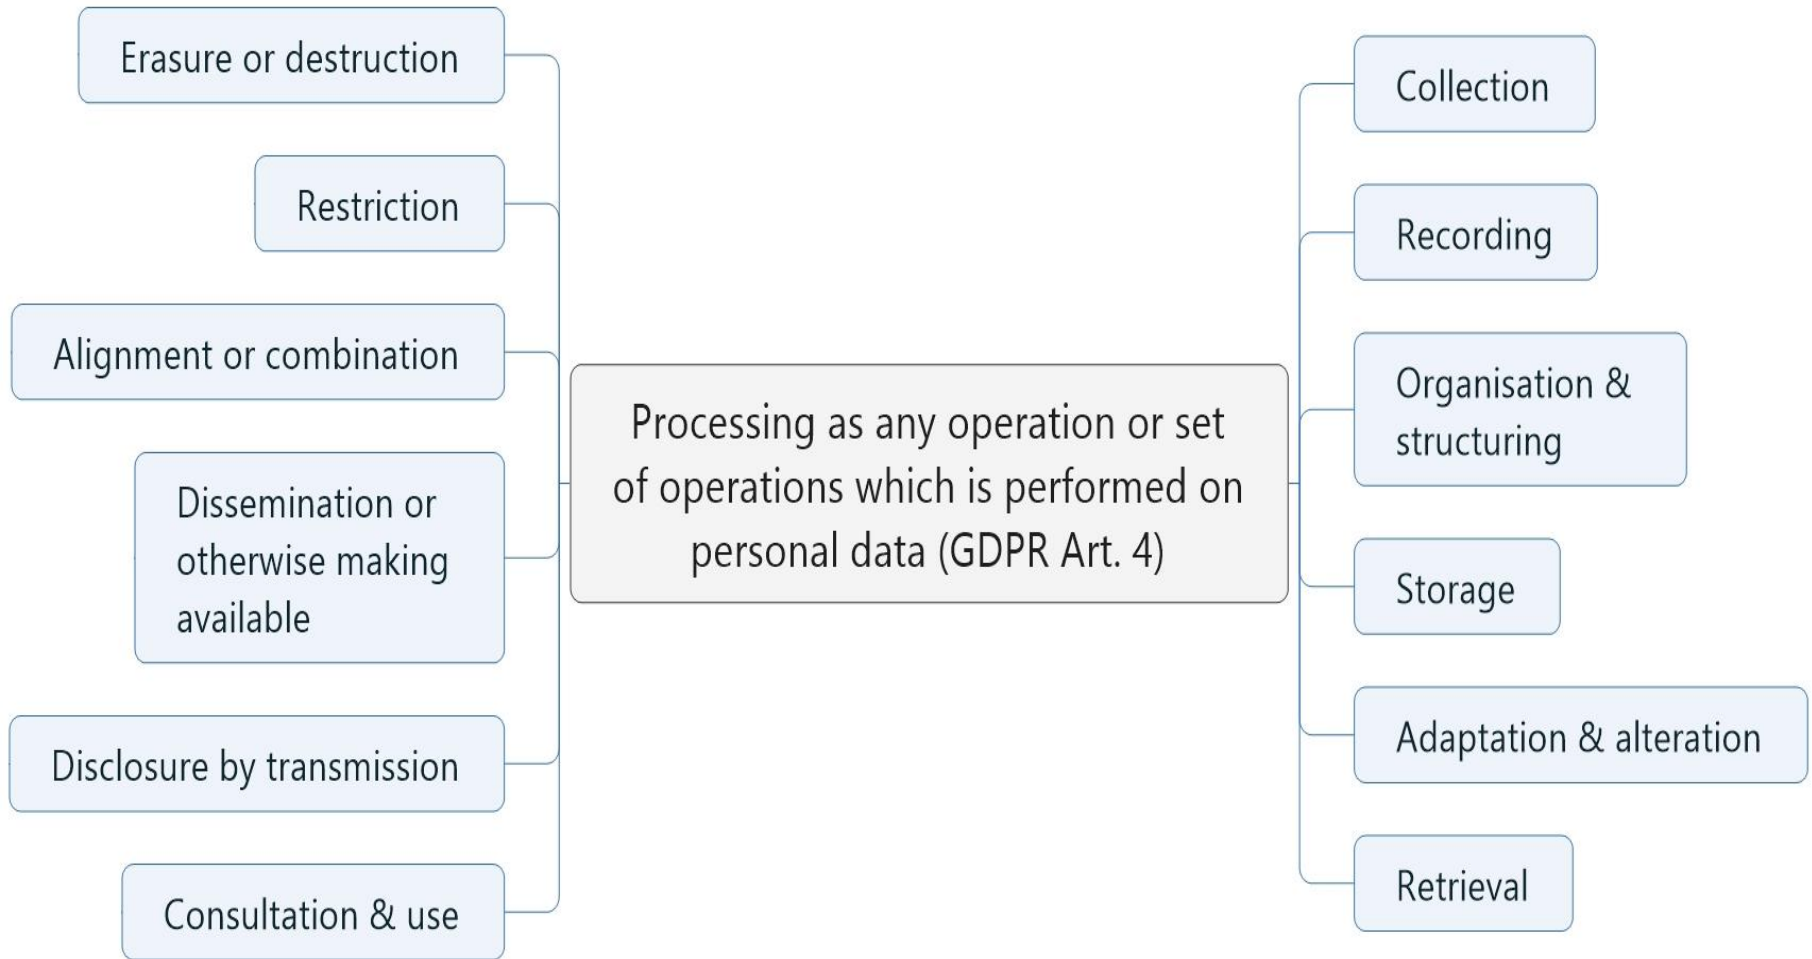 Erasure or destruction
Restriction
Alignment or combination
Dissemination or
otherwise making
available
Disclosure by transmission
Consultation & use
Processing as any operation or set
of operations which is performed on
personal data (GDPR Art. 4)
Collection
Recording
Organisation &
structuring
Storage
Adaptation & alteration
Retrieval